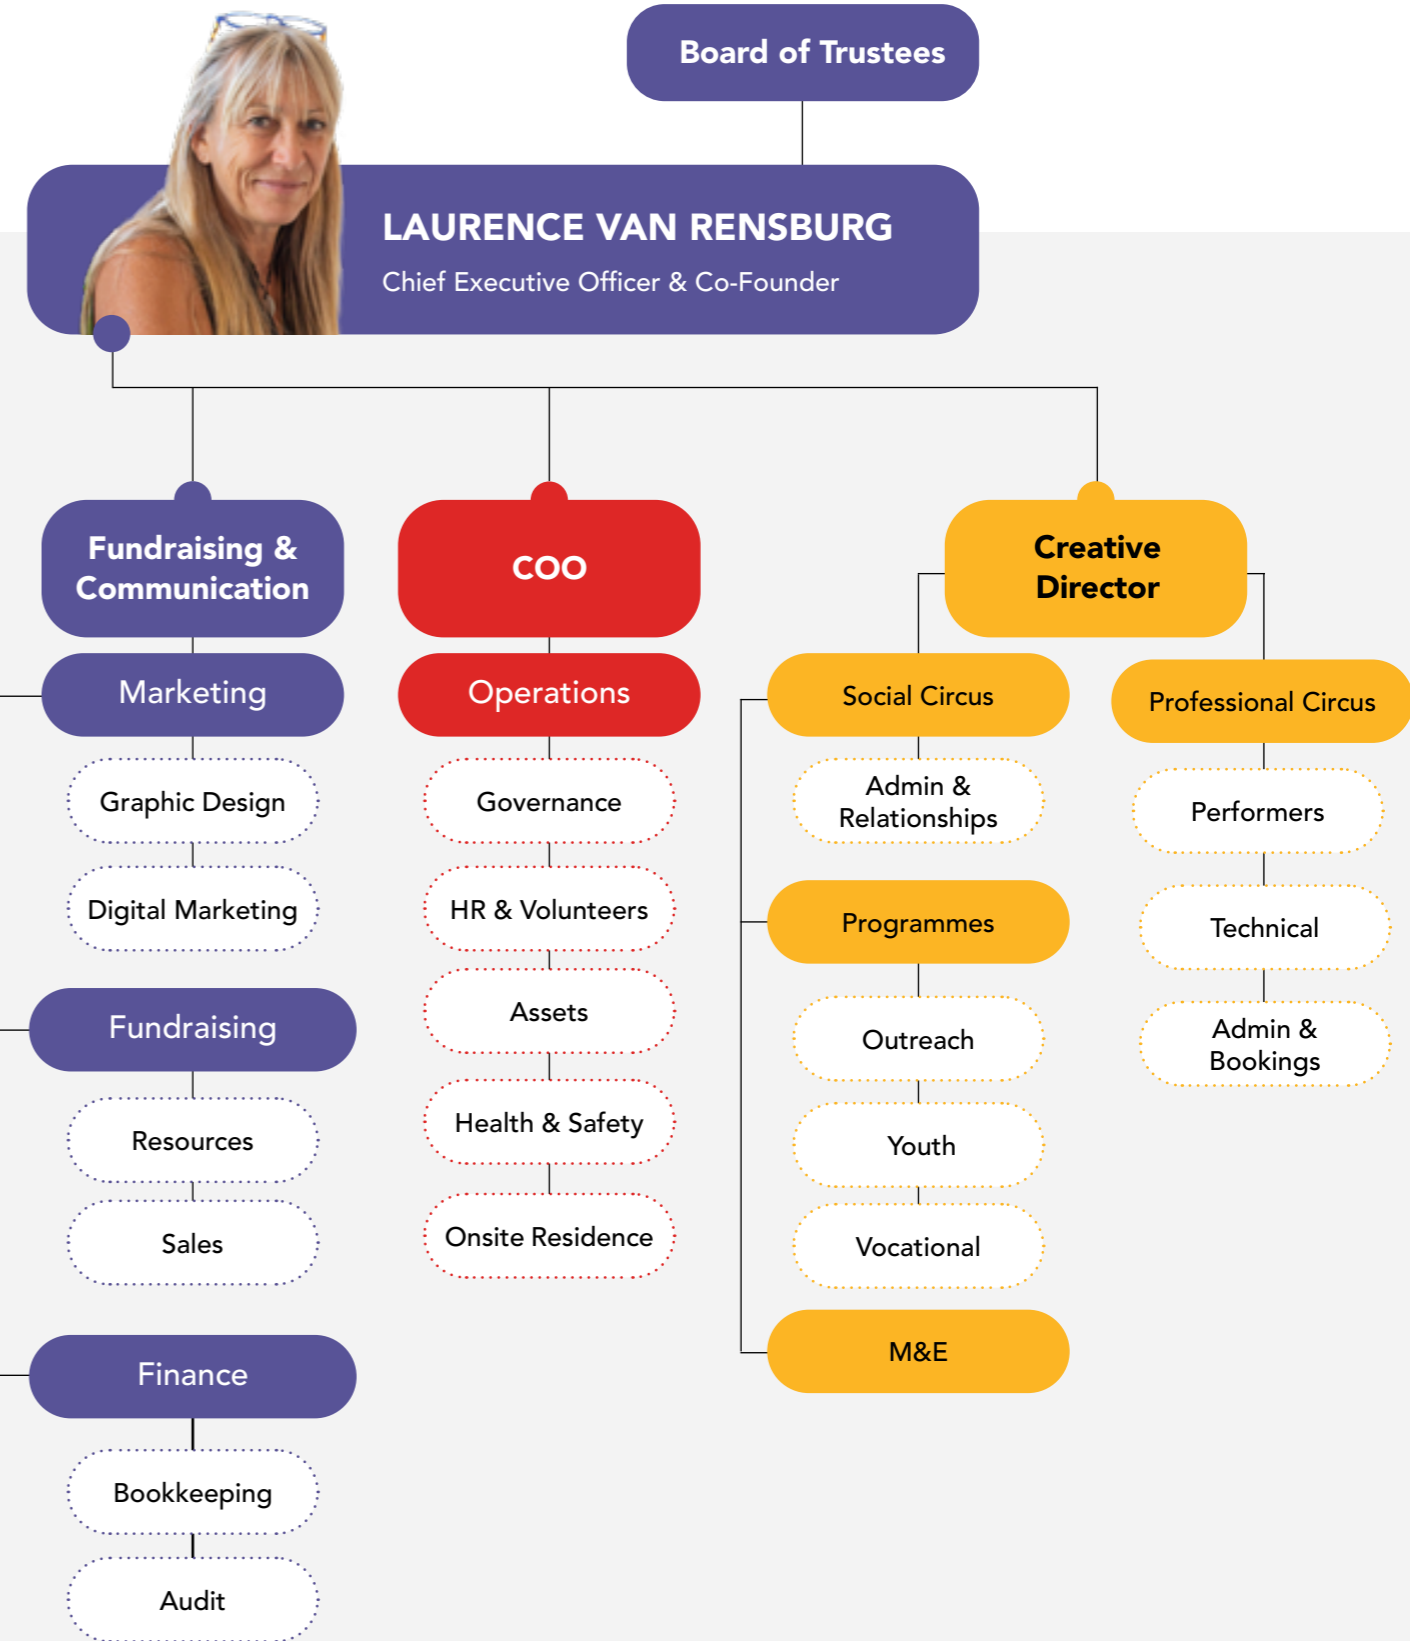 Board of Trustees
LAURENCE VAN RENSBURG
Chief Executive Officer & Co-Founder
Fundraising &
Communication
Marketing
Graphic Design
Digital Marketing
Fundraising
Resources
Sales
Finance
Bookkeeping
Audit
COO
Operations
Governance
HR & Volunteers
Assets
Health & Safety
Onsite Residence
Creative
Director
Social Circus
Admin &
Relationships
Programmes
Outreach
Youth
Vocational
M&E
Professional Circus
Performers
Technical
Admin &
Bookings